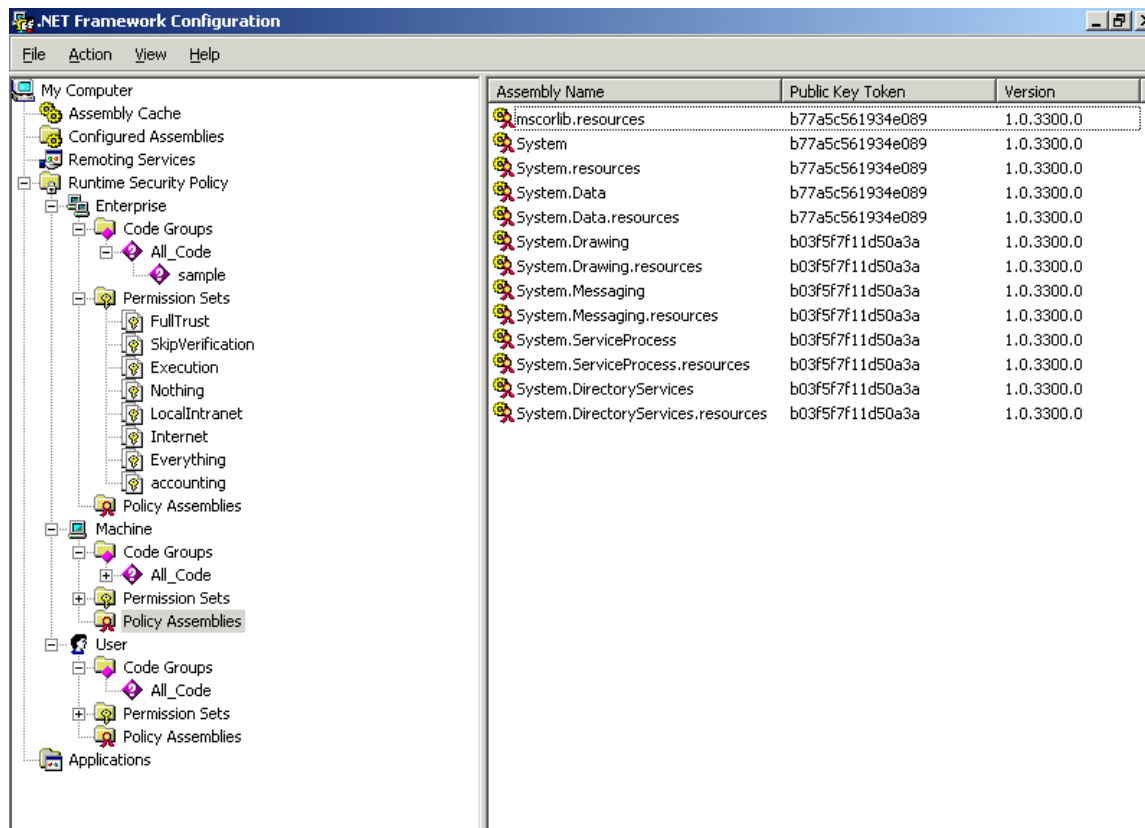 .NET Framework Configuration
File Action View Help
My Computer
Assembly Cache
Configured Assemblies
Remoting Services
Runtime Security Policy
Enterprise
Code Groups
All_Code
sample
Permission Sets
FullTrust
SkipVerification
Execution
Nothing
LocalIntranet
Internet
Everything
accounting
Policy Assemblies
Machine
Code Groups
All_Code
Permission Sets
Policy Assemblies
User
Code Groups
All_Code
Permission Sets
Policy Assemblies
Applications
Assembly Name Public Key Token Version
mscorlib.resources b77a5c561934e089 1.0.3300.0
System b77a5c561934e089 1.0.3300.0
System.resources b77a5c561934e089 1.0.3300.0
System.Data b77a5c561934e089 1.0.3300.0
System.Data.resources b77a5c561934e089 1.0.3300.0
System.Drawing b03f5f7f11d50a3a 1.0.3300.0
System.Drawing.resources b03f5f7f11d50a3a 1.0.3300.0
System.Messaging b03f5f7f11d50a3a 1.0.3300.0
System.Messaging.resources b03f5f7f11d50a3a 1.0.3300.0
System.ServiceProcess b03f5f7f11d50a3a 1.0.3300.0
System.ServiceProcess.resources b03f5f7f11d50a3a 1.0.3300.0
System.DirectoryServices b03f5f7f11d50a3a 1.0.3300.0
System.DirectoryServices.resources b03f5f7f11d50a3a 1.0.3300.0